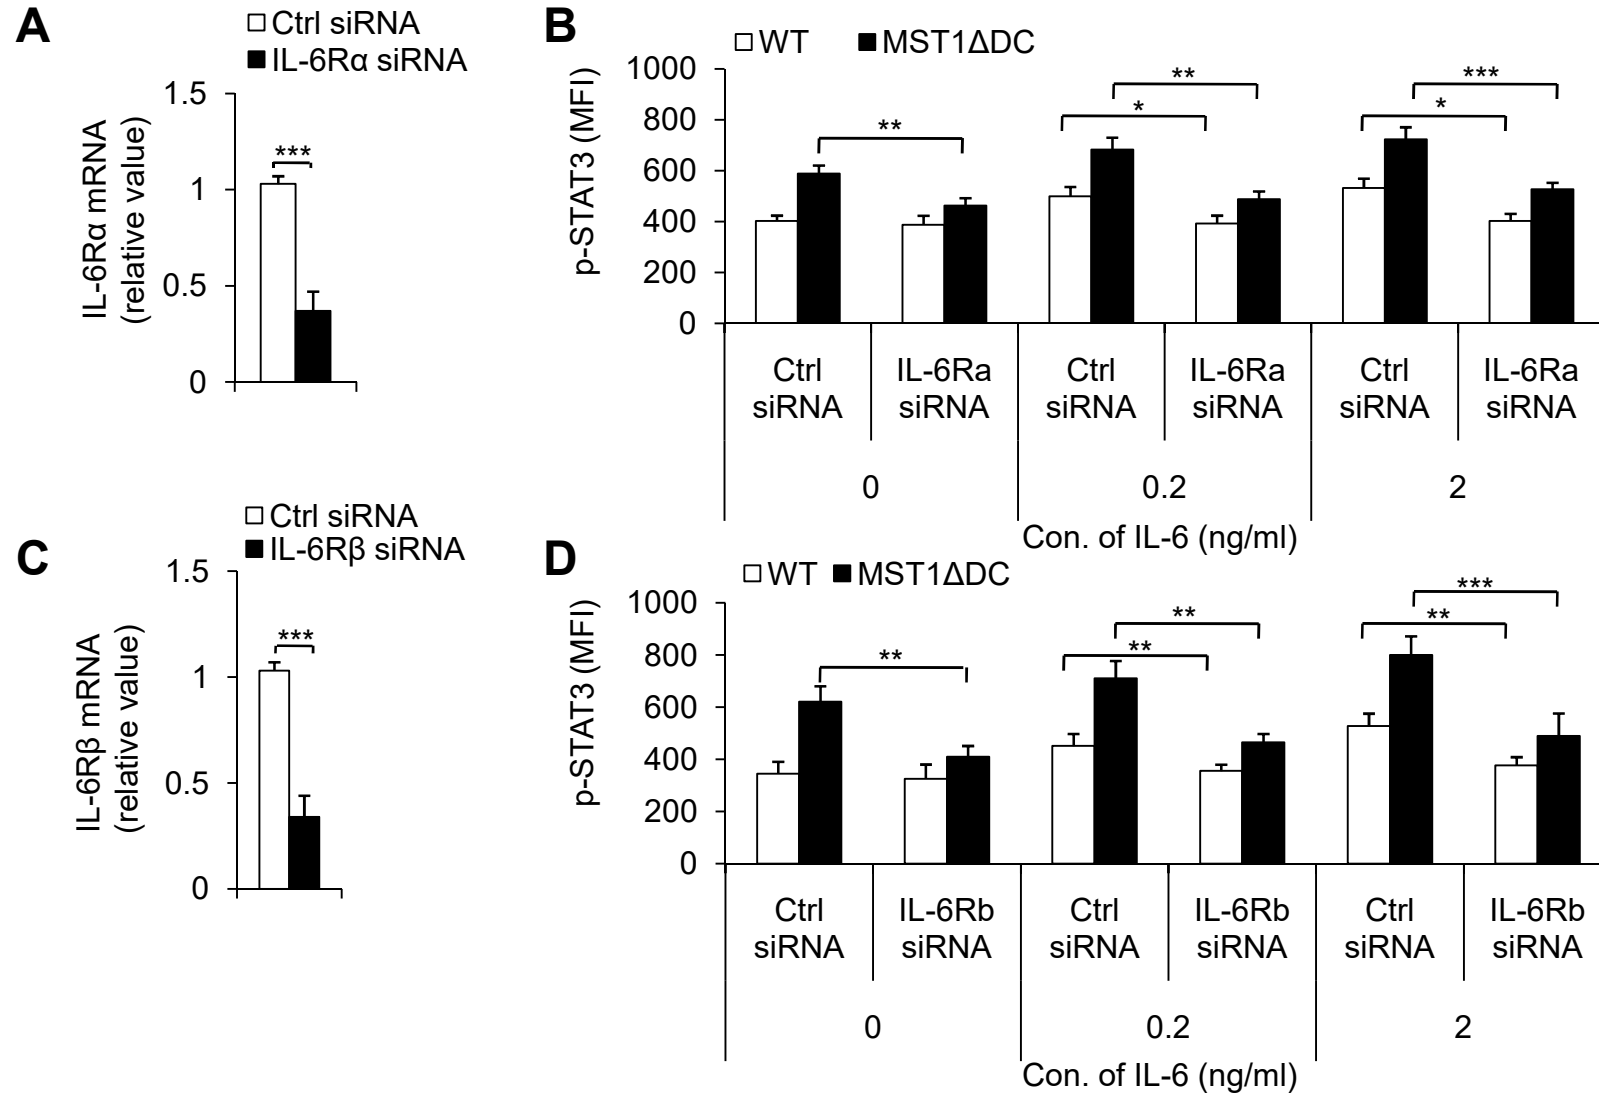 A
Ctrl siRNA
IL-6Rα siRNA
IL-6Rα mRNA
(relative value)
1.5
1
0.5
0
***
B
WT
MST1ΔDC
p-STAT3 (MFI)
1000
800
600
400
200
0
**
*
**
*
***
Ctrl
siRNA
IL-6Ra
siRNA
Ctrl
siRNA
IL-6Ra
siRNA
Ctrl
siRNA
IL-6Ra
siRNA
0
0.2
2
Con. of IL-6 (ng/ml)
C
Ctrl siRNA
IL-6Rβ siRNA
IL-6Rβ mRNA
(relative value)
1.5
1
0.5
0
***
D
WT
MST1ΔDC
p-STAT3 (MFI)
1000
800
600
400
200
0
**
**
**
**
***
Ctrl
siRNA
IL-6Rb
siRNA
Ctrl
siRNA
IL-6Rb
siRNA
Ctrl
siRNA
IL-6Rb
siRNA
0
0.2
2
Con. of IL-6 (ng/ml)